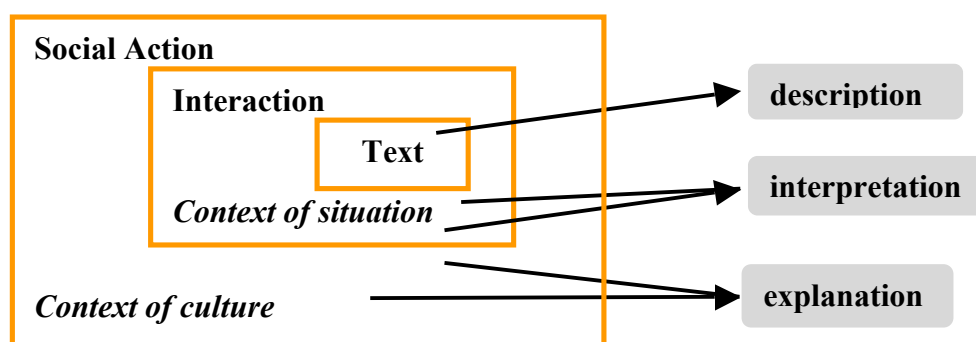 Social Action
Interaction
Text
Context of situation
Context of culture
description
interpretation
explanation